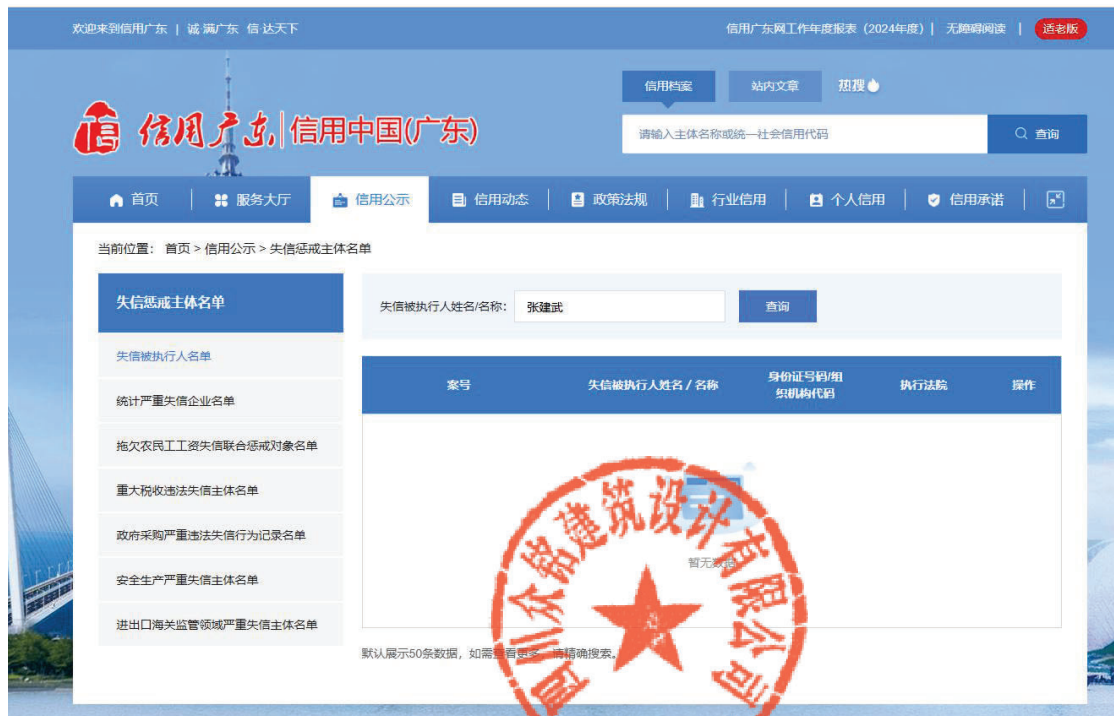 欢迎来到信用广东 | 诚 满广东 信 达天下
信用广东网工作年度报表（2024年度）| 无障碍阅读 | 适老版
信用档案 站内文章 热搜
信用广东 信用中国(广东)
请输入主体名称或统一社会信用代码 查询
首页 服务大厅 信用公示 信用动态 政策法规 行业信用 个人信用 信用承诺
当前位置： 首页 > 信用公示 > 失信惩戒主体名单
失信惩戒主体名单
失信被执行人姓名/名称： 张建武 查询
失信被执行人名单
案号 失信被执行人姓名 / 名称 身份证号码/组织机构代码 执行法院 操作
统计严重失信企业名单
拖欠农民工工资失信联合惩戒对象名单
重大税收违法失信主体名单
政府采购严重违法失信行为记录名单
安全生产严重失信主体名单
进出口海关监管领域严重失信主体名单
暂无数据
默认展示50条数据，如需查看更多，请精确搜索。
众铭建筑设计有限公司